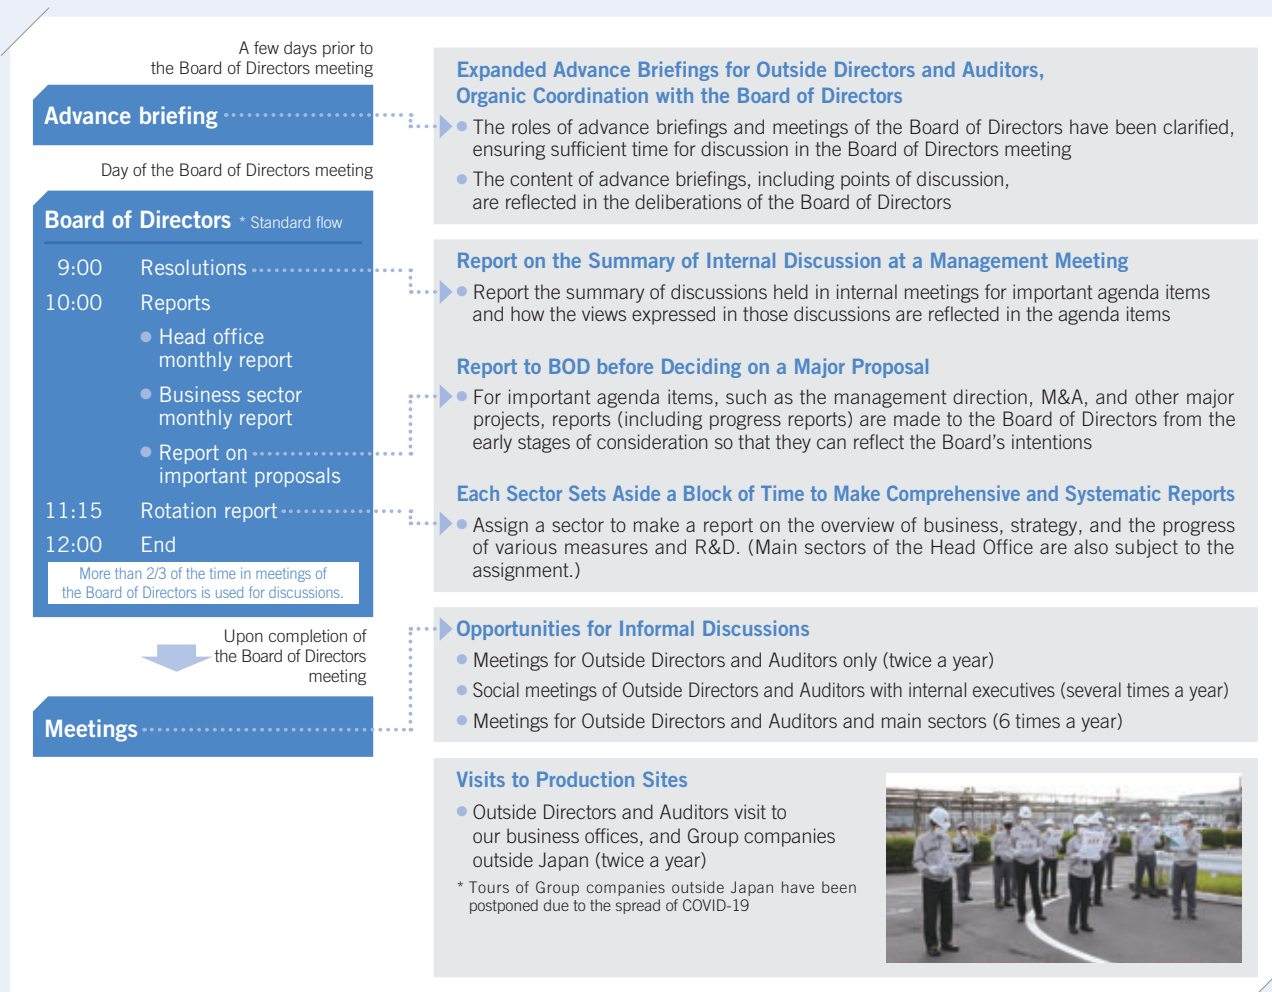 A few days prior to
the Board of Directors meeting
Advance briefing
Day of the Board of Directors meeting
Board of Directors * Standard flow
9:00 Resolutions
10:00 Reports
● Head office
monthly report
● Business sector
monthly report
● Report on
important proposals
11:15 Rotation report
12:00 End
More than 2/3 of the time in meetings of
the Board of Directors is used for discussions.
Upon completion of
the Board of Directors
meeting
Meetings
Expanded Advance Briefings for Outside Directors and Auditors,
Organic Coordination with the Board of Directors
● The roles of advance briefings and meetings of the Board of Directors have been clarified,
ensuring sufficient time for discussion in the Board of Directors meeting
● The content of advance briefings, including points of discussion,
are reflected in the deliberations of the Board of Directors
Report on the Summary of Internal Discussion at a Management Meeting
● Report the summary of discussions held in internal meetings for important agenda items
and how the views expressed in those discussions are reflected in the agenda items
Report to BOD before Deciding on a Major Proposal
● For important agenda items, such as the management direction, M&A, and other major
projects, reports (including progress reports) are made to the Board of Directors from the
early stages of consideration so that they can reflect the Board's intentions
Each Sector Sets Aside a Block of Time to Make Comprehensive and Systematic Reports
● Assign a sector to make a report on the overview of business, strategy, and the progress
of various measures and R&D. (Main sectors of the Head Office are also subject to the
assignment.)
Opportunities for Informal Discussions
● Meetings for Outside Directors and Auditors only (twice a year)
● Social meetings of Outside Directors and Auditors with internal executives (several times a year)
● Meetings for Outside Directors and Auditors and main sectors (6 times a year)
Visits to Production Sites
● Outside Directors and Auditors visit to
our business offices, and Group companies
outside Japan (twice a year)
* Tours of Group companies outside Japan have been
postponed due to the spread of COVID-19